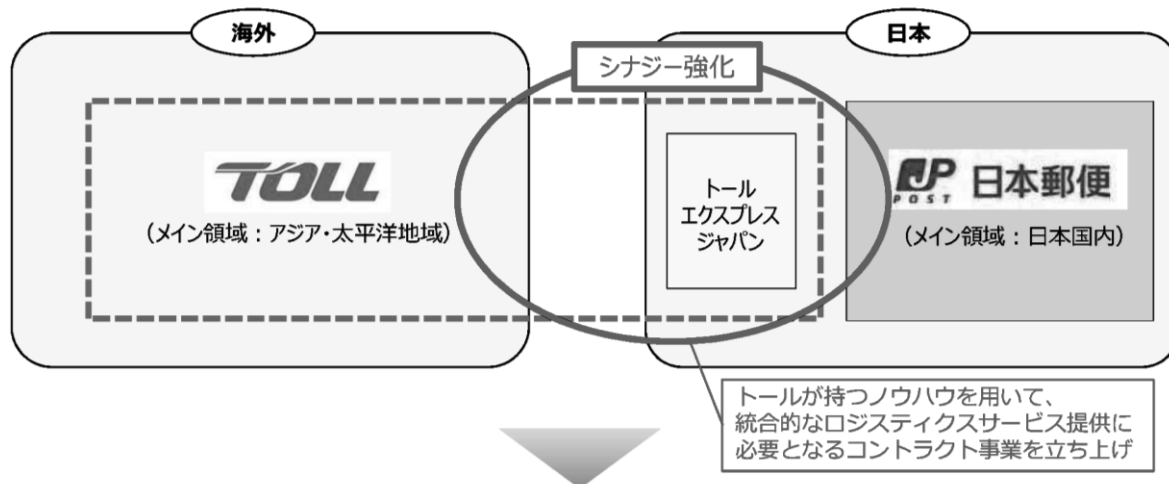 海外
日本
シナジー強化
TOLL
(メイン領域：アジア・太平洋地域)
トール
エクスプレス
ジャパン
JP
POST
日本郵便
(メイン領域：日本国内)
トールが持つノウハウを用いて、
統合的なロジスティクスサービス提供に
必要となるコントラクト事業を立ち上げ